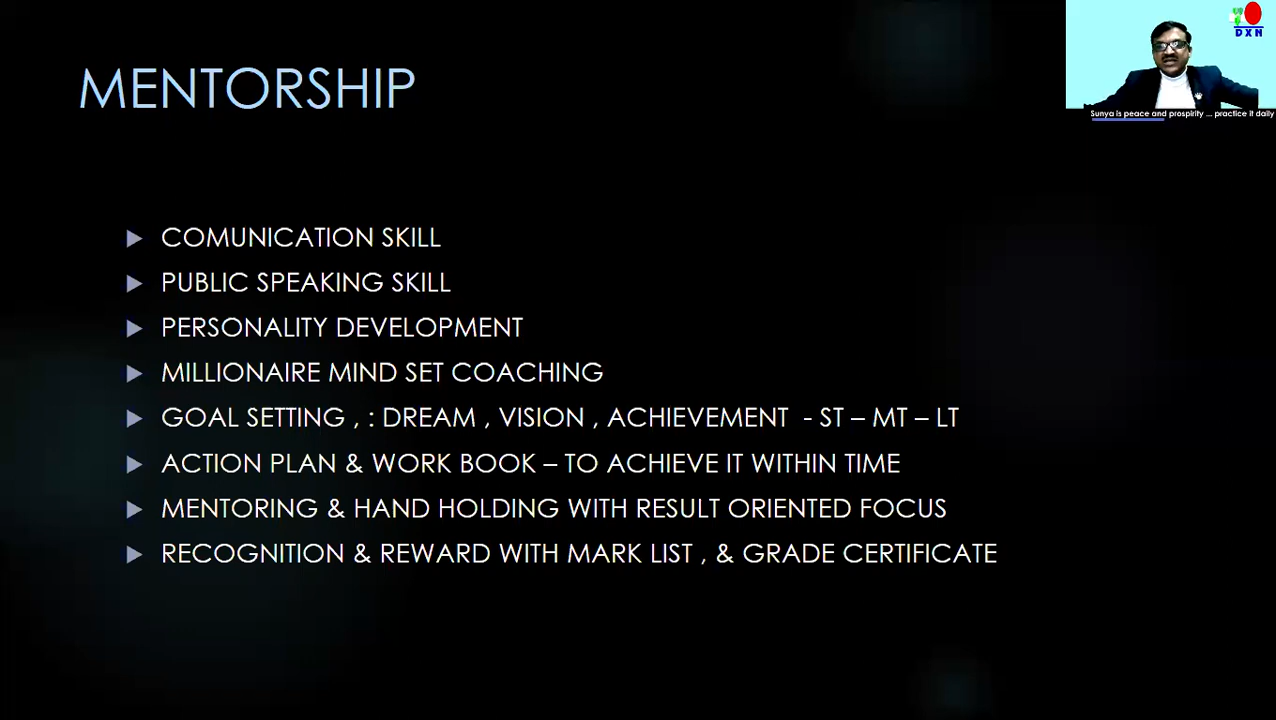 MENTORSHIP
DXN
Sunya is peace and prospirity ... practice it daily
COMUNICATION SKILL
PUBLIC SPEAKING SKILL
PERSONALITY DEVELOPMENT
MILLIONAIRE MIND SET COACHING
GOAL SETTING , : DREAM , VISION , ACHIEVEMENT - ST – MT – LT
ACTION PLAN & WORK BOOK – TO ACHIEVE IT WITHIN TIME
MENTORING & HAND HOLDING WITH RESULT ORIENTED FOCUS
RECOGNITION & REWARD WITH MARK LIST , & GRADE CERTIFICATE